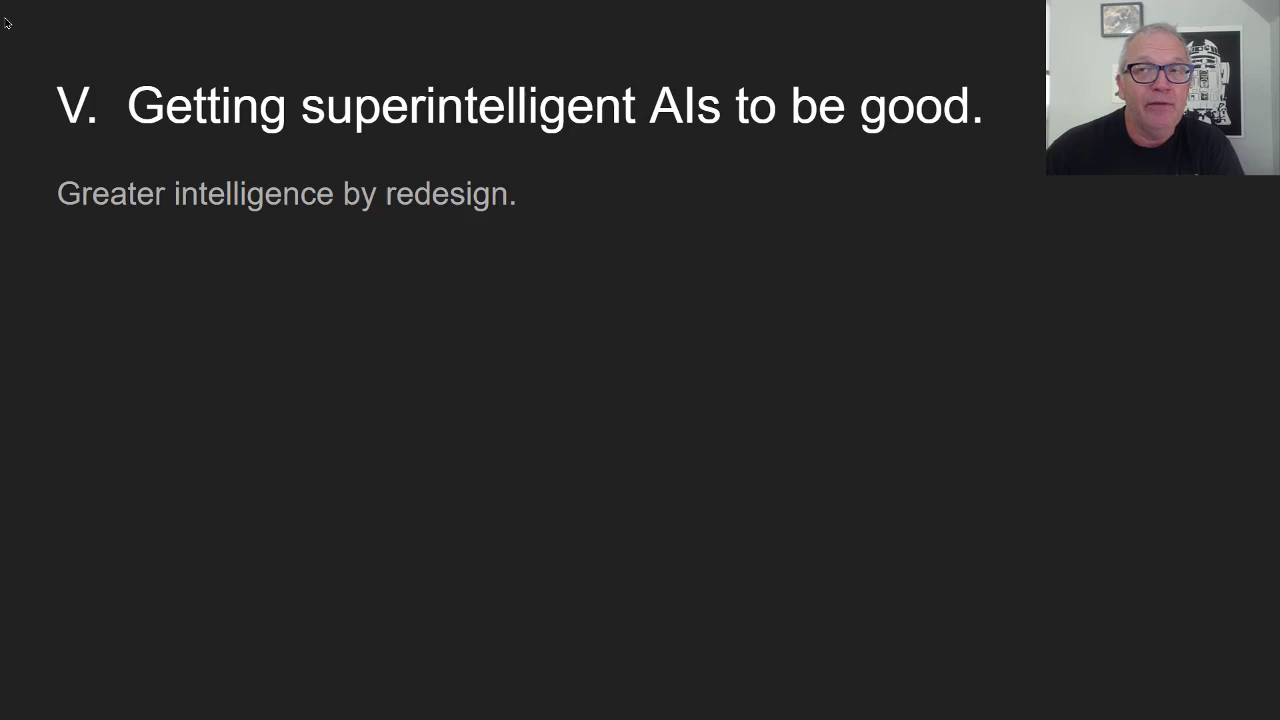 V. Getting superintelligent AIs to be good.
Greater intelligence by redesign.